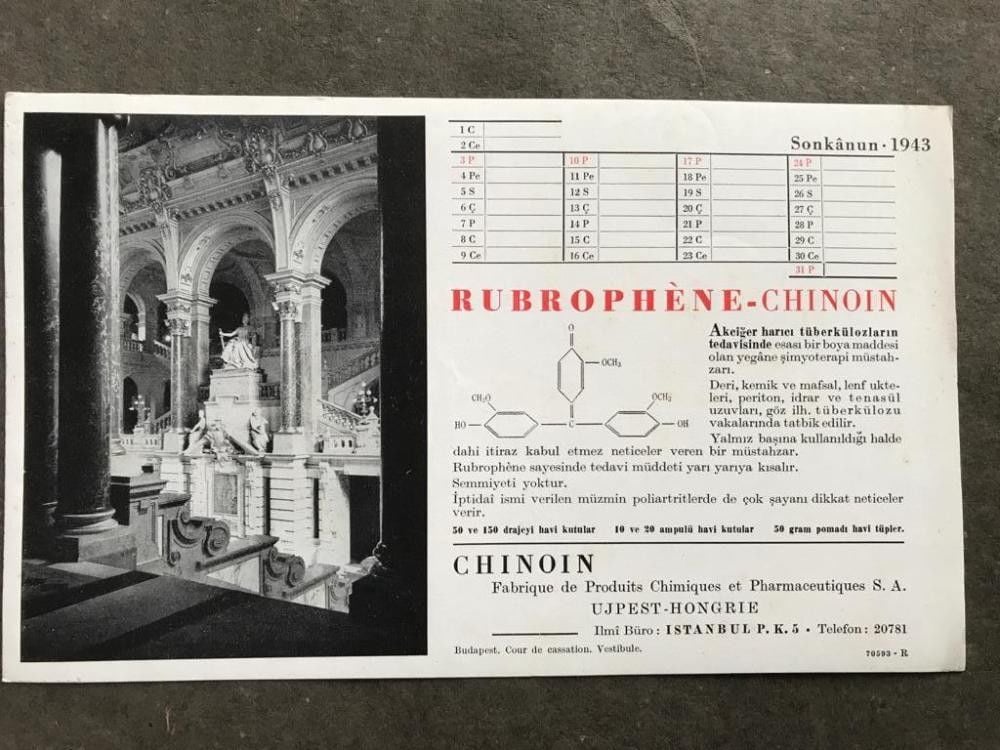 Sonkânun · 1943
1 C
2 Ce
3 P 10 P 17 P 24 P
4 Pe 11 Pe 18 Pe 25 Pe
5 S 12 S 19 S 26 S
6 Ç 13 Ç 20 Ç 27 Ç
7 P 14 P 21 P 28 P
8 C 15 C 22 C 29 C
9 Ce 16 Ce 23 Ce 30 Ce
31 P
RUBROPHÈNE-CHINOIN
O
OCH₃
CH₃O
OCH₃
HO
C
OH
Akciğer harici tüberkülozların
tedavisinde esası bir boya maddesi
olan yegâne şimyoterapi müstah-
zarı.
Deri, kemik ve mafsal, lenf ukte-
leri, periton, idrar ve tenasül
uzuvları, göz ilh. tüberkülozu
vakalarında tatbik edilir.
Yalmız başına kullanıldığı halde
dahi itiraz kabul etmez neticeler veren bir müstahzar.
Rubrophène sayesinde tedavi müddeti yarı yarıya kısalır.
Semmiyeti yoktur.
İptidai ismi verilen müzmin poliartritlerde de çok şayanı dikkat neticeler
verir.
50 ve 150 drajeyi havi kutular 10 ve 20 ampulü havi kutular 50 gram pomadı havi tüpler.
CHINOIN
Fabrique de Produits Chimiques et Pharmaceutiques S. A.
UJPEST-HONGRIE
Ilmî Büro: ISTANBUL P. K. 5 • Telefon: 20781
Budapest. Cour de cassation. Vestibule.
70593 - R